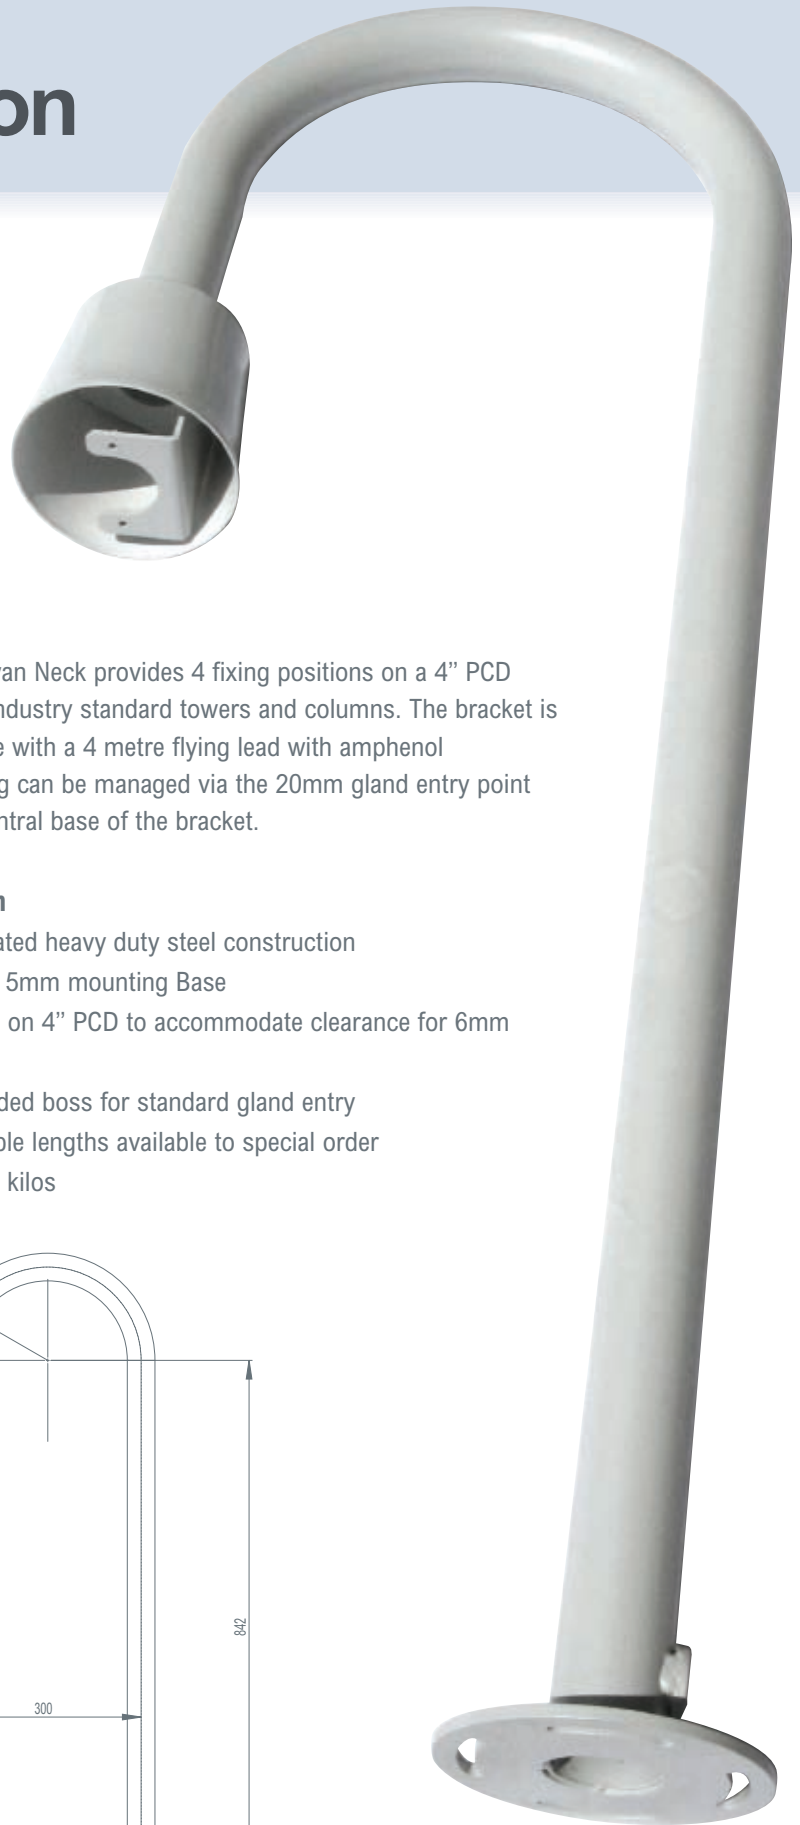 on
van Neck provides 4 fixing positions on a 4” PCD
ndustry standard towers and columns. The bracket is
e with a 4 metre flying lead with amphenol
g can be managed via the 20mm gland entry point
ntral base of the bracket.
n
ated heavy duty steel construction
5mm mounting Base
on 4” PCD to accommodate clearance for 6mm
ded boss for standard gland entry
ble lengths available to special order
kilos
842
300